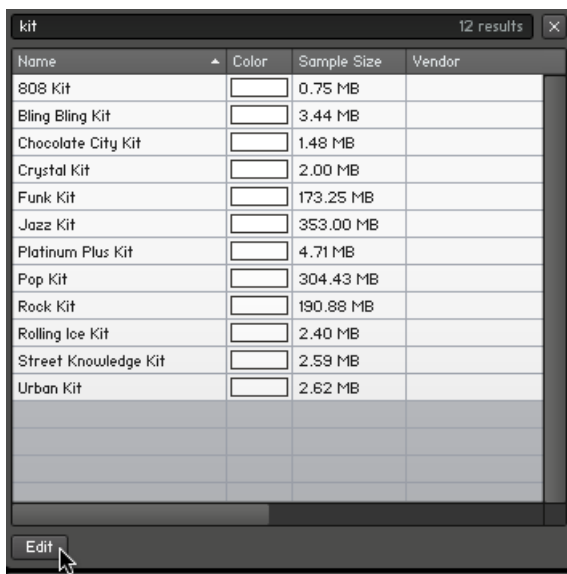 kit 12 results ×
Name Color Sample Size Vendor
808 Kit 0.75 MB
Bling Bling Kit 3.44 MB
Chocolate City Kit 1.48 MB
Crystal Kit 2.00 MB
Funk Kit 173.25 MB
Jazz Kit 353.00 MB
Platinum Plus Kit 4.71 MB
Pop Kit 304.43 MB
Rock Kit 190.88 MB
Rolling Ice Kit 2.40 MB
Street Knowledge Kit 2.59 MB
Urban Kit 2.62 MB
Edit